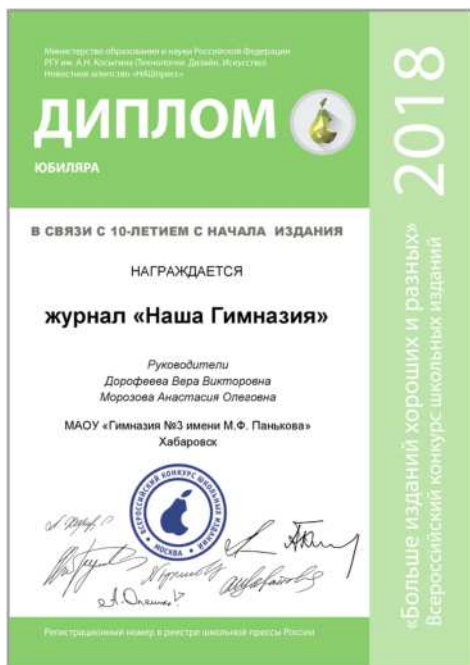 Министерство образования и науки Российской Федерации
РГУ им. А.Н. Косыгина (Технологии. Дизайн. Искусство)
Новостное агентство «НАШпресс»
ДИПЛОМ
ЮБИЛЯРА
В СВЯЗИ С 10-ЛЕТИЕМ С НАЧАЛА ИЗДАНИЯ
НАГРАЖДАЕТСЯ
журнал «Наша Гимназия»
Руководители
Дорофеева Вера Викторовна
Морозова Анастасия Олеговна
МАОУ «Гимназия №3 имени М.Ф. Панькова»
Хабаровск
ВСЕРОССИЙСКИЙ КОНКУРС ШКОЛЬНЫХ ИЗДАНИЙ
МОСКВА
Регистрационный номер в реестре школьной прессы России
2018
«Больше изданий хороших и разных»
Всероссийский конкурс школьных изданий